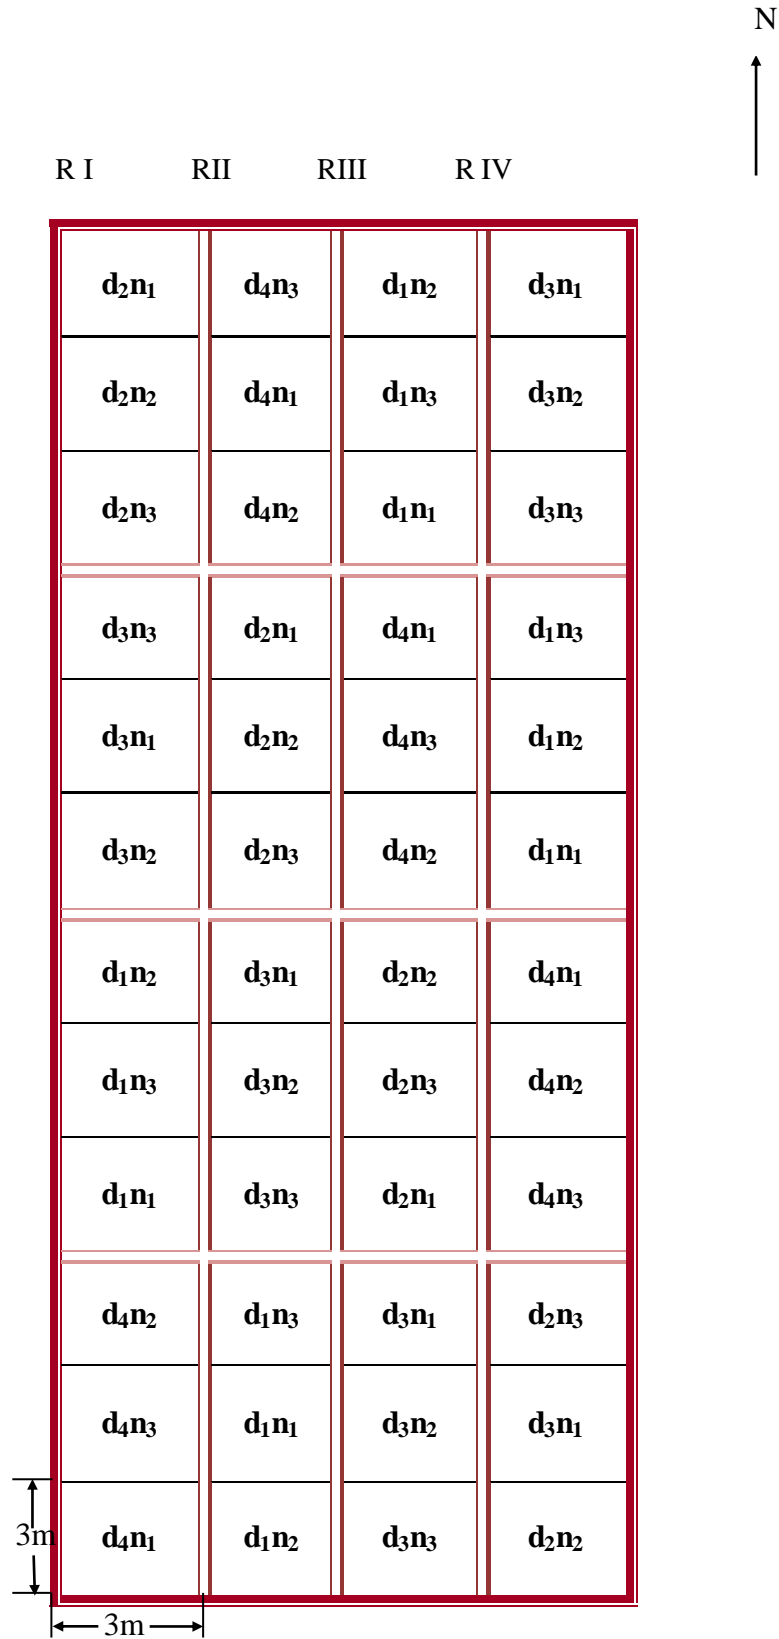 N
R I RII RIII R IV
d₂n₁ d₄n₃ d₁n₂ d₃n₁
d₂n₂ d₄n₁ d₁n₃ d₃n₂
d₂n₃ d₄n₂ d₁n₁ d₃n₃
d₃n₃ d₂n₁ d₄n₁ d₁n₃
d₃n₁ d₂n₂ d₄n₃ d₁n₂
d₃n₂ d₂n₃ d₄n₂ d₁n₁
d₁n₂ d₃n₁ d₂n₂ d₄n₁
d₁n₃ d₃n₂ d₂n₃ d₄n₂
d₁n₁ d₃n₃ d₂n₁ d₄n₃
d₄n₂ d₁n₃ d₃n₁ d₂n₃
d₄n₃ d₁n₁ d₃n₂ d₃n₁
3m d₄n₁ d₁n₂ d₃n₃ d₂n₂
3m